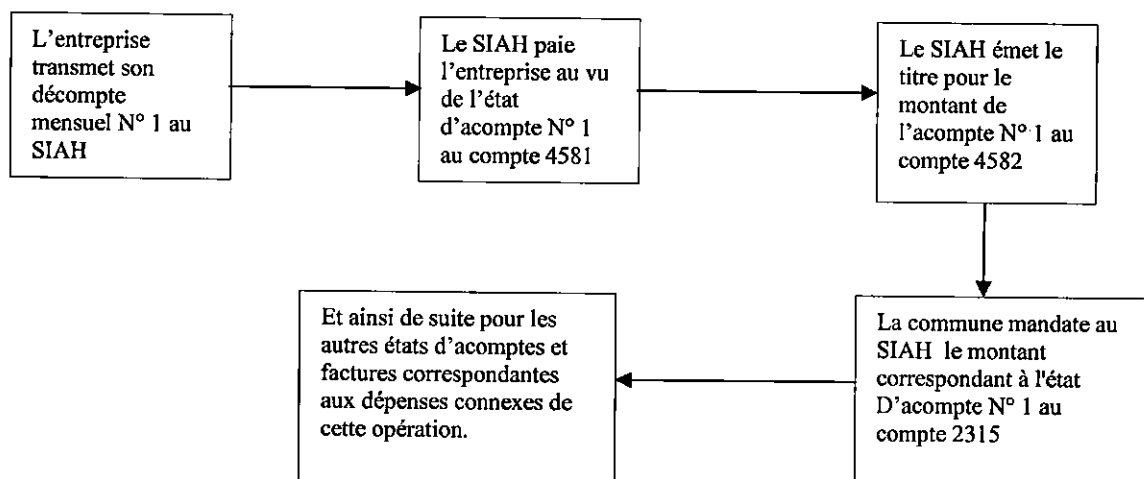 L'entreprise
transmet son
décompte
mensuel N° 1 au
SIAH
Le SIAH paie
l'entreprise au vu
de l'état
d'acompte N° 1
au compte 4581
Le SIAH émet le
titre pour le
montant de
l'acompte N° 1 au
compte 4582
La commune mandate au
SIAH le montant
correspondant à l'état
D'acompte N° 1 au
compte 2315
Et ainsi de suite pour les
autres états d'acomptes et
factures correspondantes
aux dépenses connexes de
cette opération.